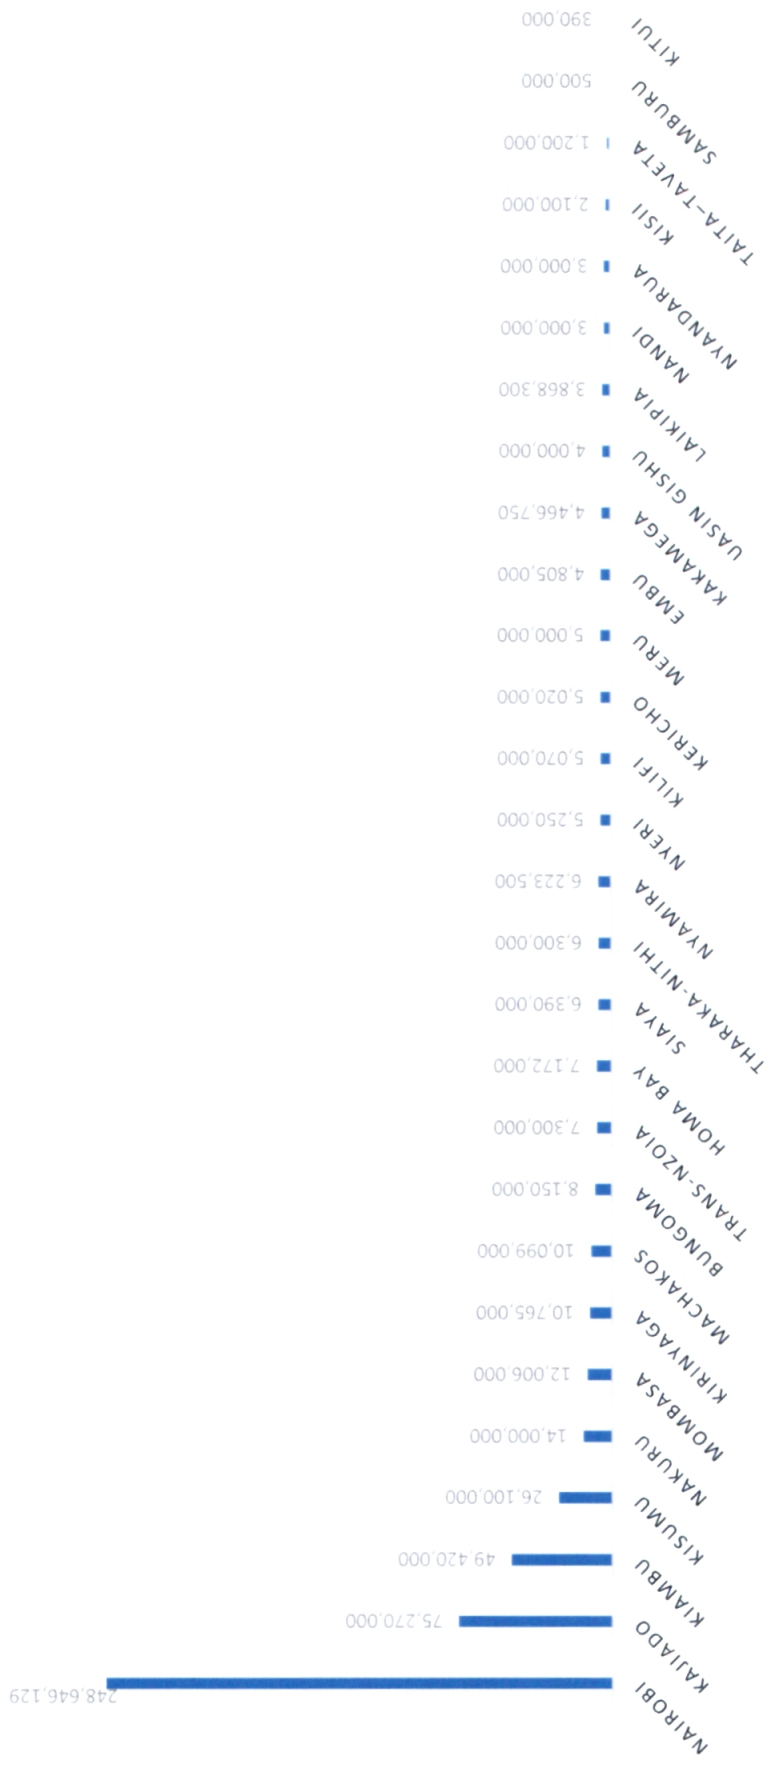 NAIROBI 248,646,129
KAJIADO 75,270,000
KIAMBU 49,420,000
KISUMU 26,100,000
NAKURU 14,000,000
MOMBASA 12,006,000
KIRINYAGA 10,765,000
MACHAKOS 10,099,000
BUNGOMA 8,150,000
TRANS-NZOIA 7,300,000
HOMA BAY 7,172,000
SIAYA 6,390,000
THARAKA-NITHI 6,300,000
NYAMIRA 6,223,500
NYERI 5,250,000
KILIFI 5,070,000
KERICHO 5,020,000
MERU 5,000,000
EMBU 4,805,000
KAKAMEGA 4,466,750
UASIN GISHU 4,000,000
LAIKIPIA 3,868,300
NANDI 3,000,000
NYANDARUA 3,000,000
KISII 2,100,000
TAITA–TAVETA 1,200,000
SAMBURU 500,000
KITUI 390,000